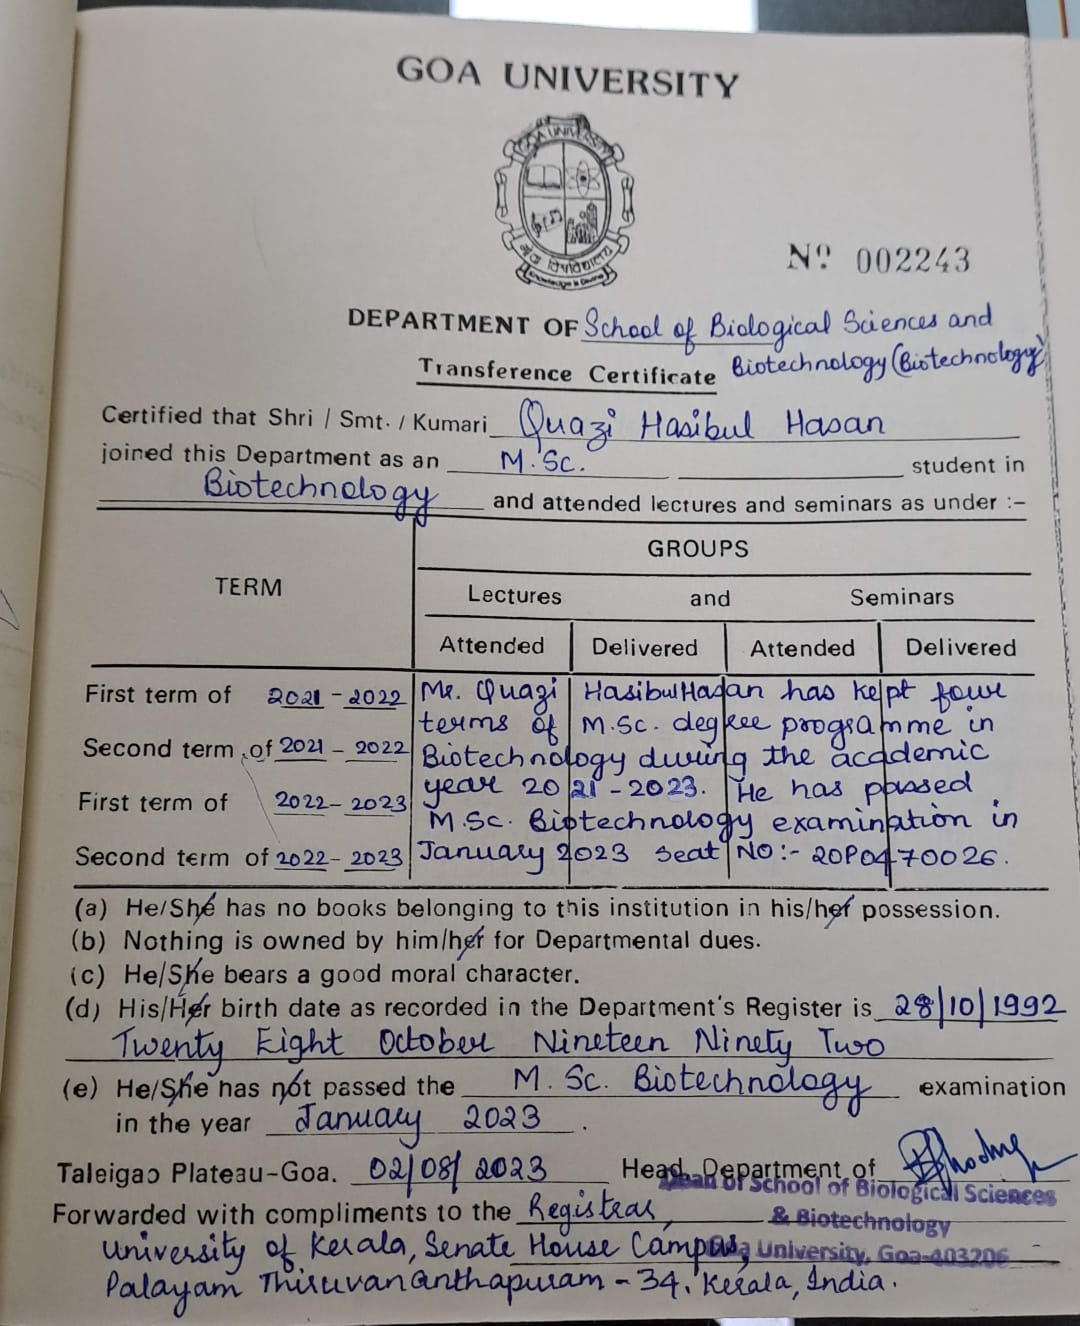 GOA UNIVERSITY
GOA UNIVERSITY
Knowledge is Divine
Nº 002243
DEPARTMENT OF School of Biological Sciences and
Transference Certificate Biotechnology (Biotechnology)
Certified that Shri / Smt. / Kumari Quazi Hasibul Hasan
joined this Department as an M.Sc. student in
Biotechnology and attended lectures and seminars as under :-
GROUPS
TERM
Lectures and Seminars
Attended Delivered Attended Delivered
First term of 2021 - 2022 Mr. Quazi Hasibul Hasan has kept four
terms of M.Sc. degree programme in
Second term of 2021 - 2022 Biotechnology during the academic
First term of 2022 - 2023 year 2021 - 2023. He has passed
M.Sc. Biotechnology examination in
Second term of 2022 - 2023 January 2023 Seat NO :- 20P0470026.
(a) He/She has no books belonging to this institution in his/her possession.
(b) Nothing is owned by him/her for Departmental dues.
(c) He/She bears a good moral character.
(d) His/Her birth date as recorded in the Department's Register is 28/10/1992
Twenty Eight October Nineteen Ninety Two
(e) He/She has not passed the M. Sc. Biotechnology examination
in the year January 2023.
Taleigao Plateau-Goa. 02/08/2023 Head Department of
Dean of School of Biological Sciences
Forwarded with compliments to the Registrar, & Biotechnology
University of Kerala, Senate House Campus, Goa University, Goa-403206
Palayam Thiruvananthapuram - 34. Kerala, India.